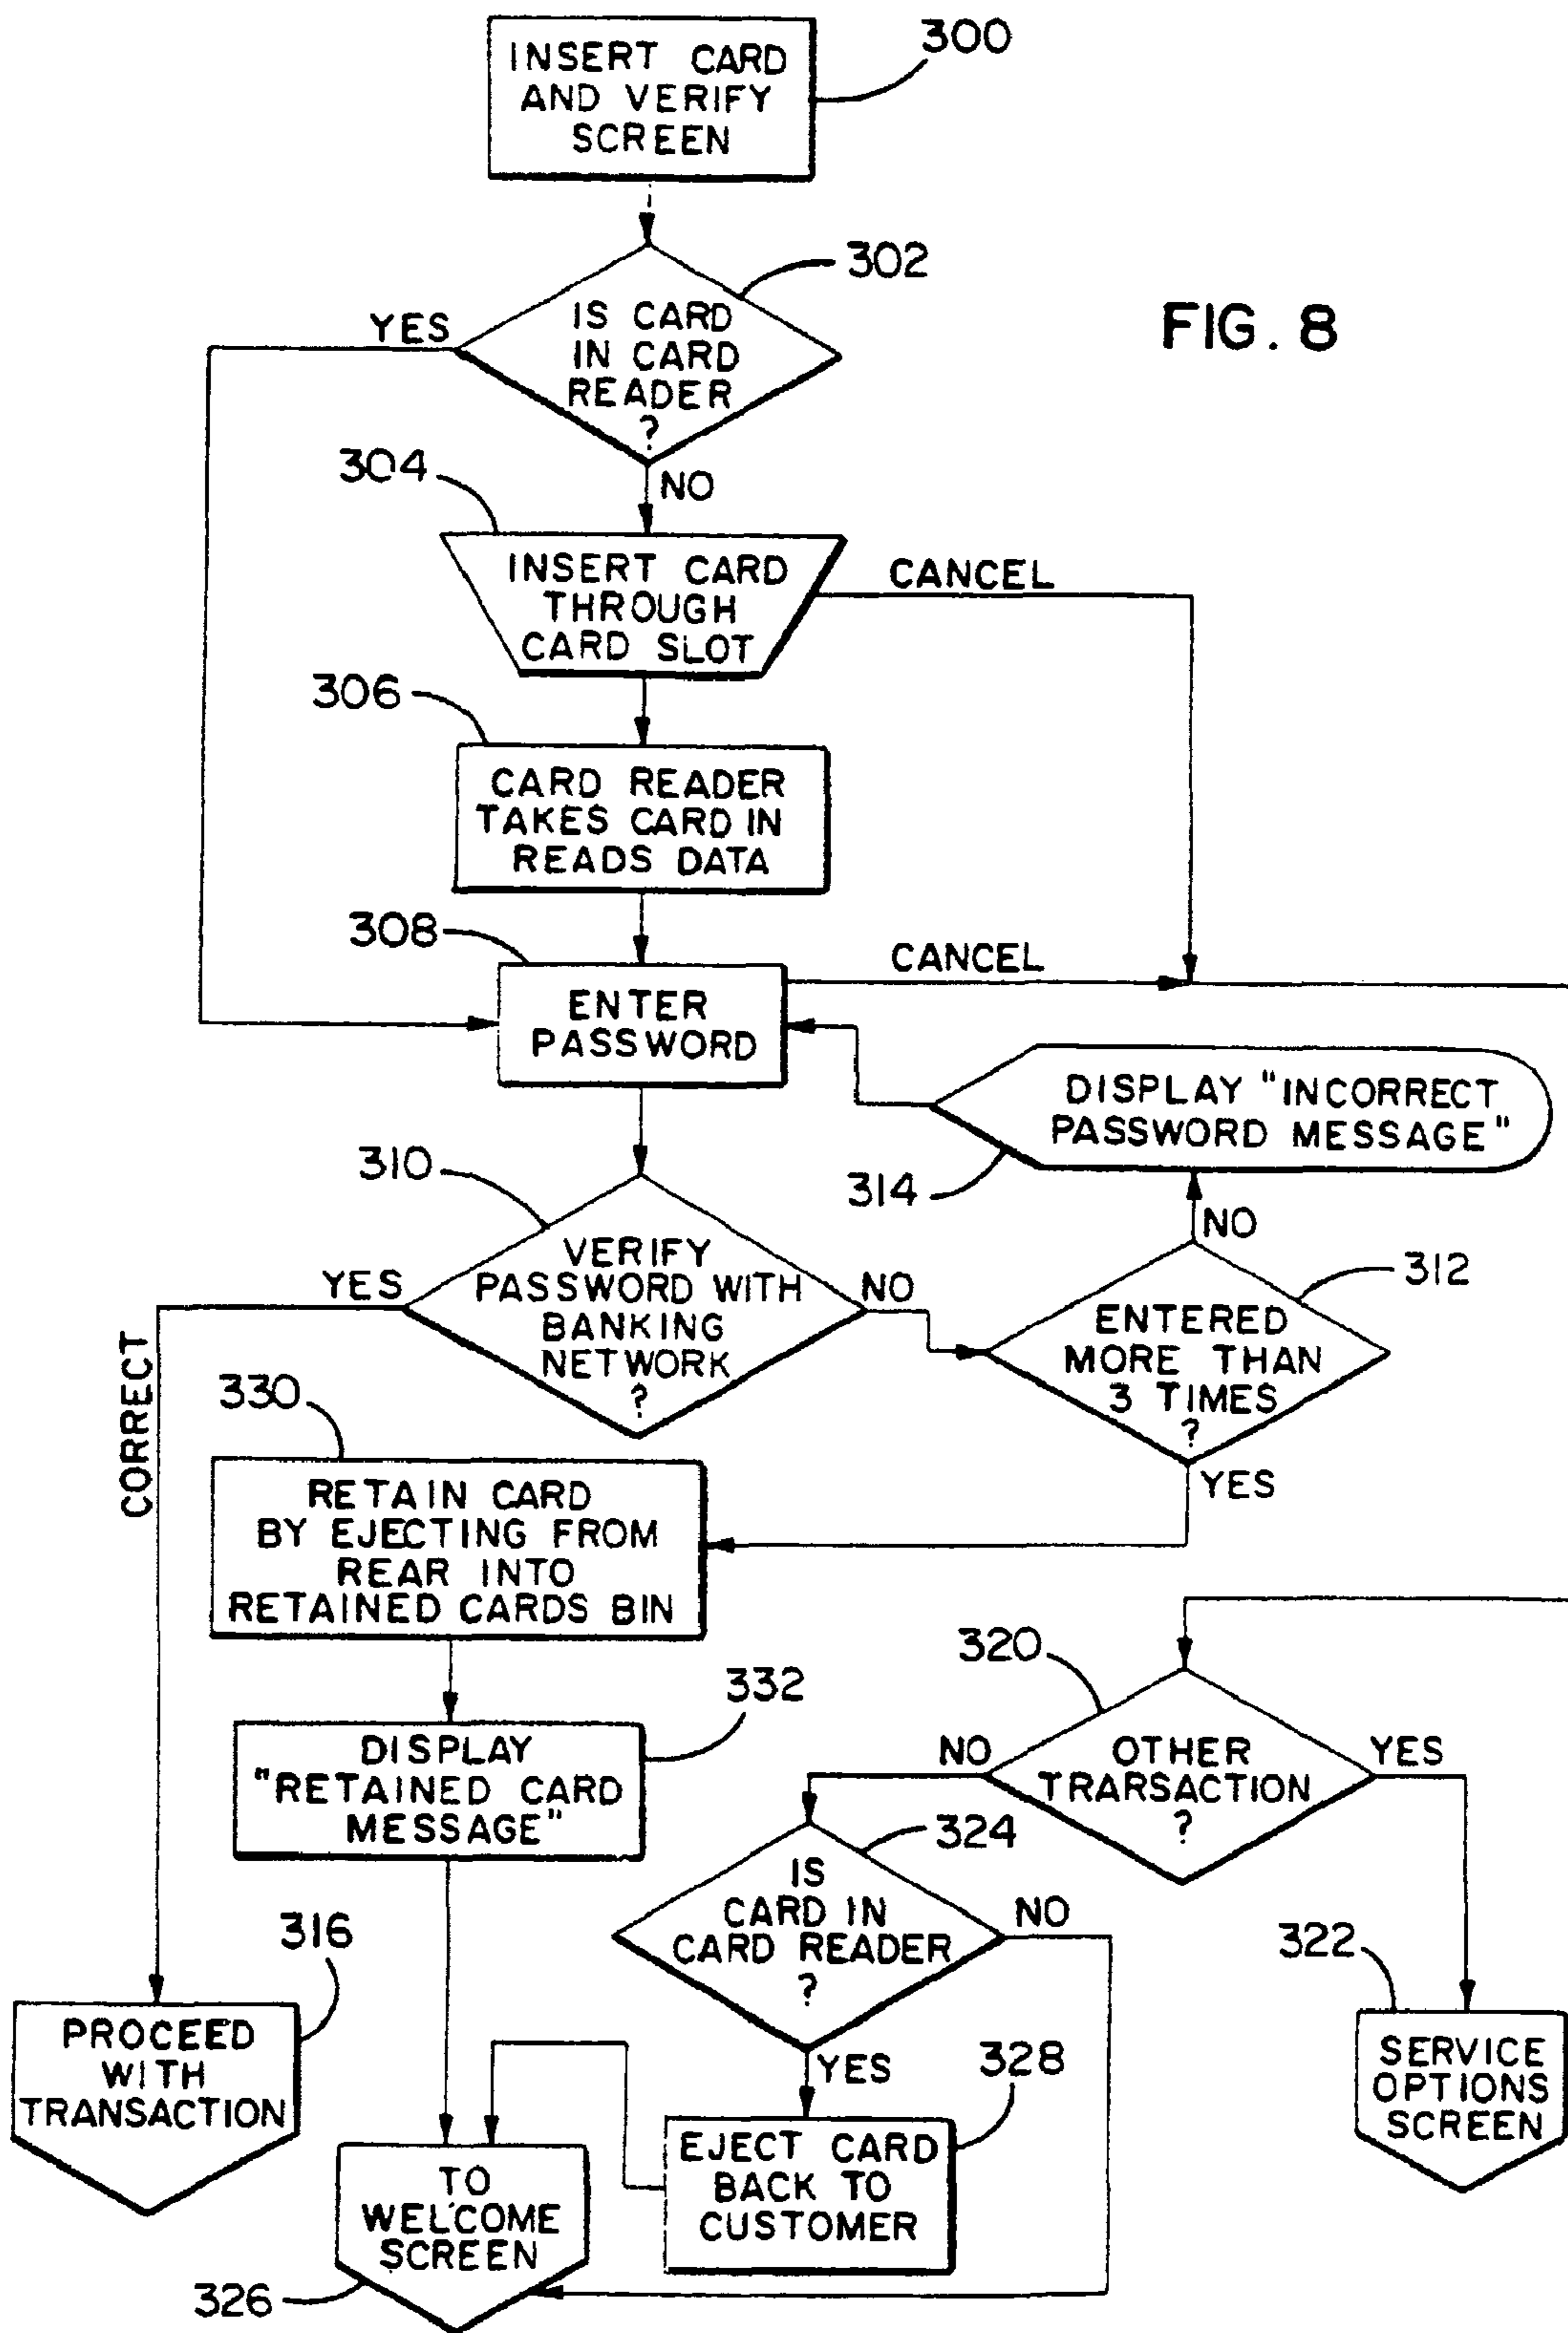 INSERT CARD
AND VERIFY
SCREEN
300
302
IS CARD
IN CARD
READER
?
YES
NO
FIG. 8
304
INSERT CARD
THROUGH
CARD SLOT
CANCEL
306
CARD READER
TAKES CARD IN
READS DATA
308
ENTER
PASSWORD
CANCEL
DISPLAY "INCORRECT
PASSWORD MESSAGE"
314
310
VERIFY
PASSWORD WITH
BANKING
NETWORK
?
YES
NO
CORRECT
NO
312
ENTERED
MORE THAN
3 TIMES
?
YES
330
RETAIN CARD
BY EJECTING FROM
REAR INTO
RETAINED CARDS BIN
332
DISPLAY
"RETAINED CARD
MESSAGE"
320
OTHER
TRARSACTION
?
NO
YES
324
IS
CARD IN
CARD READER
?
NO
YES
316
PROCEED
WITH
TRANSACTION
322
SERVICE
OPTIONS
SCREEN
328
EJECT CARD
BACK TO
CUSTOMER
TO
WELCOME
SCREEN
326